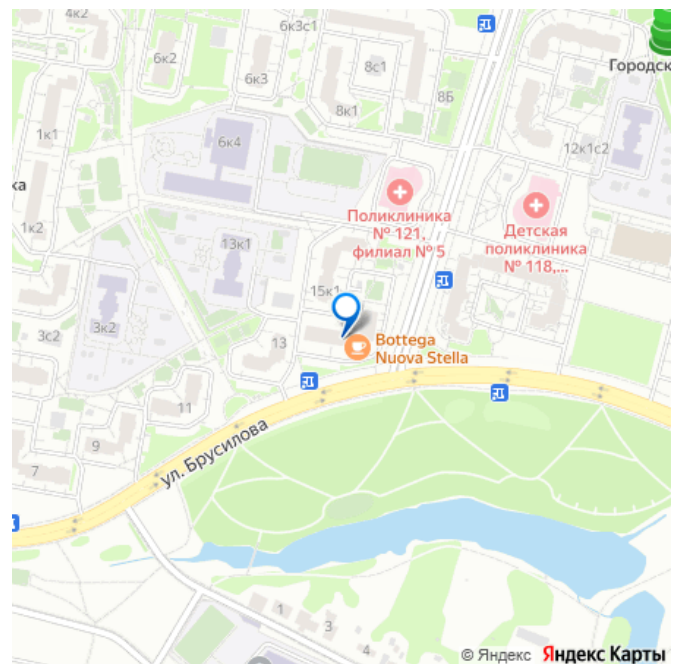 4к2
6к3с1
6к2
6к3
8с1
8Б
8к1
Городск
1к1
6к4
12к1с2
ка
1к2
Поликлиника
№ 121,
филиал № 5
Детская
поликлиника
№ 118,...
13к1
15к1
3к2
3с2
13
Bottega
Nuova Stella
11
9
7
ул. Брусилова
1
3
4
© Яндекс Яндекс Карты